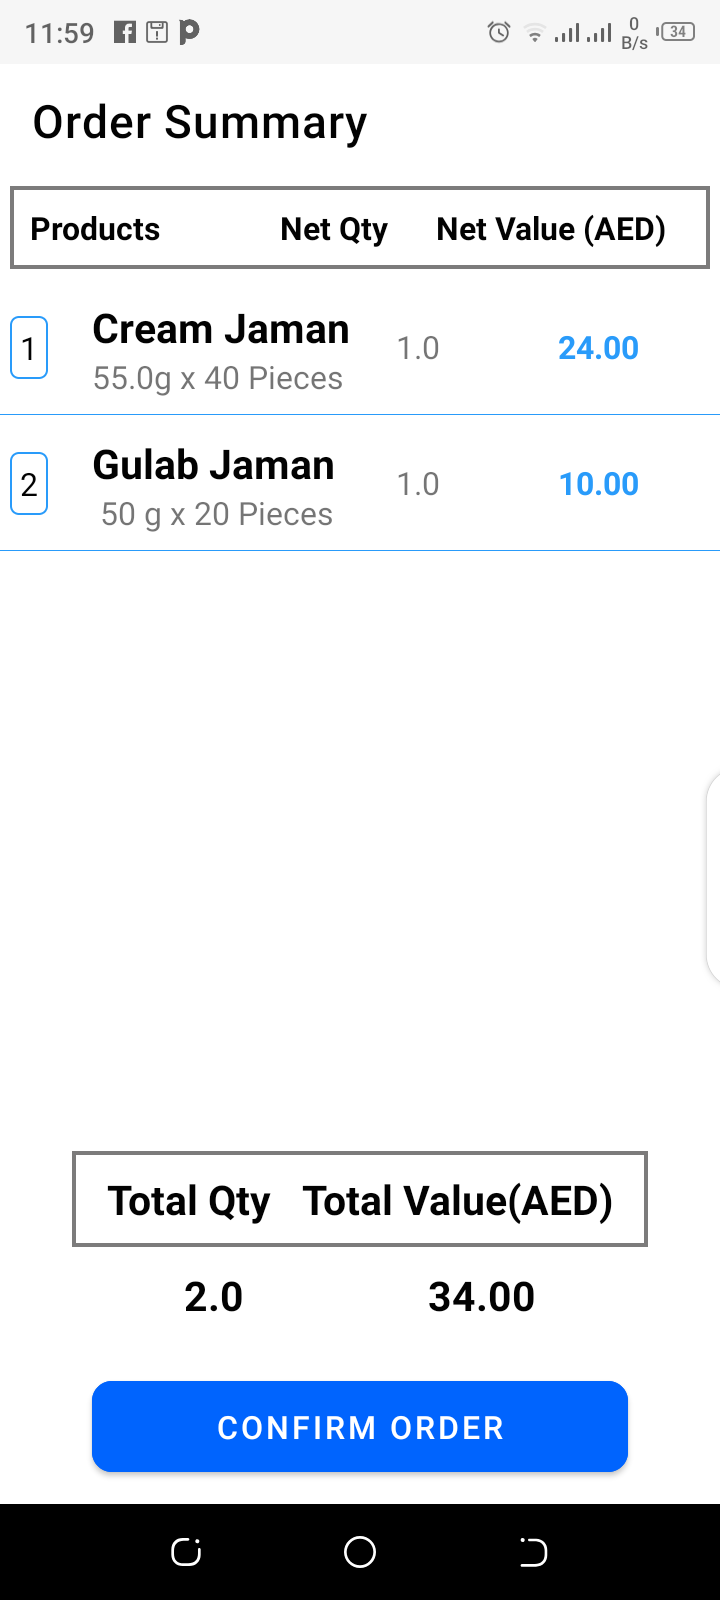 11:59 0 B/s 34
Order Summary
Products Net Qty Net Value (AED)
1 Cream Jaman 1.0 24.00
55.0g x 40 Pieces
2 Gulab Jaman 1.0 10.00
50 g x 20 Pieces
Total Qty Total Value(AED)
2.0 34.00
CONFIRM ORDER